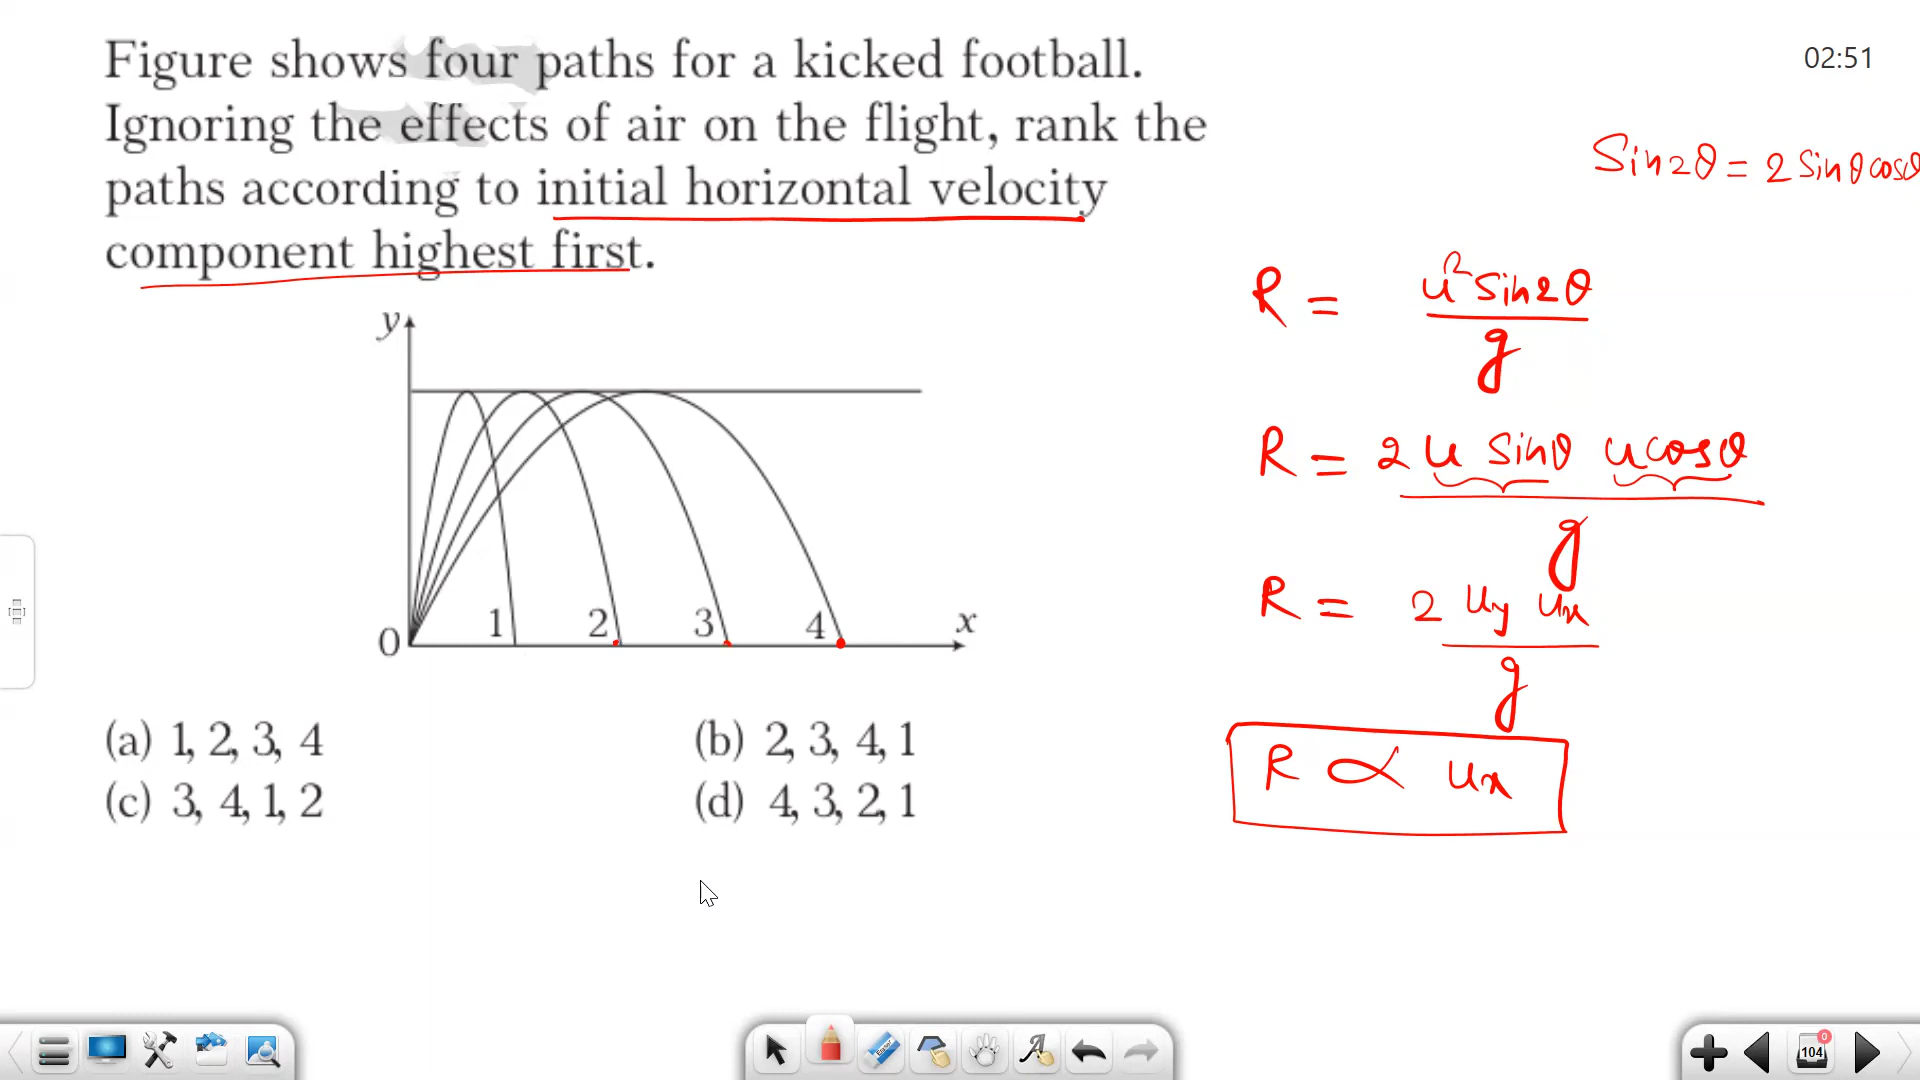 Figure shows four paths for a kicked football.
02:51
Ignoring the effects of air on the flight, rank the
paths according to initial horizontal velocity
component highest first.
Sin2θ = 2 Sinθ cosθ
R = u² Sin2θ / g
R = 2 u Sinθ u cosθ / g
R = 2 uy ux / g
R ∝ ux
y
0
1
2
3
4
x
(a) 1, 2, 3, 4
(b) 2, 3, 4, 1
(c) 3, 4, 1, 2
(d) 4, 3, 2, 1
Eraser
A
104
0